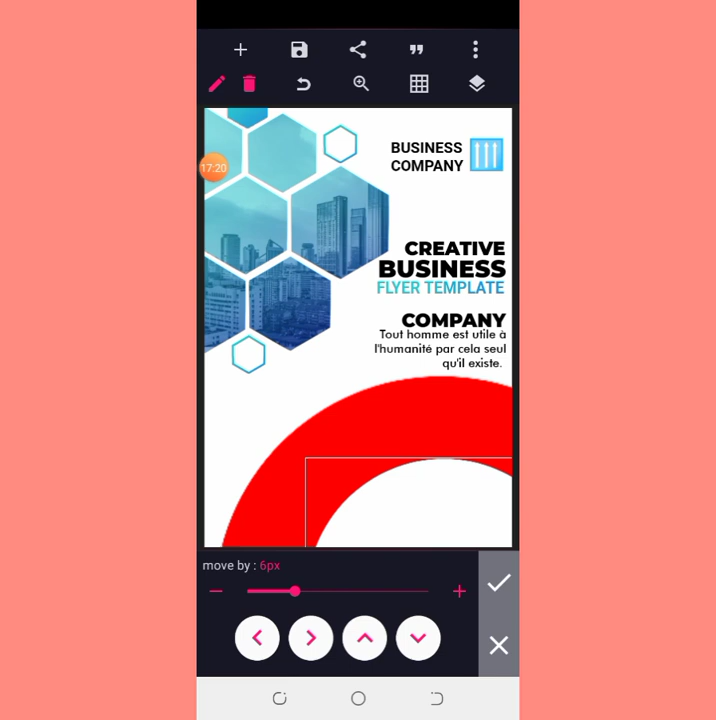 17:20
BUSINESS
COMPANY
CREATIVE
BUSINESS
FLYER TEMPLATE
COMPANY
Tout homme est utile à
l'humanité par cela seul
qu'il existe.
move by : 6px